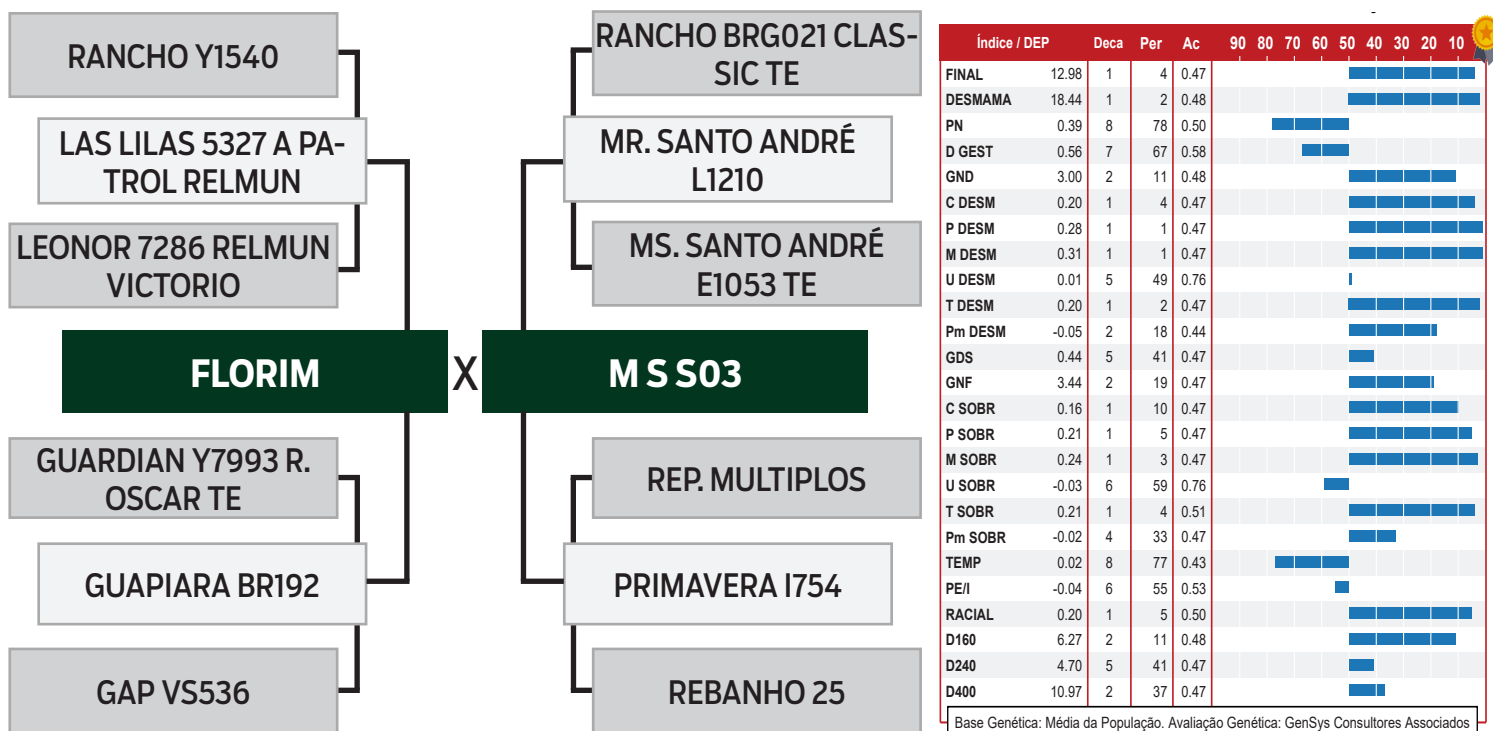 RANCHO Y1540
LAS LILAS 5327 A PA-
TROL RELMUN
LEONOR 7286 RELMUN
VICTORIO
FLORIM
GUARDIAN Y7993 R.
OSCAR TE
GUAPIARA BR192
GAP VS536
X
RANCHO BRG021 CLAS-
SIC TE
MR. SANTO ANDRÉ
L1210
MS. SANTO ANDRÉ
E1053 TE
M S S03
REP. MULTIPLOS
PRIMAVERA I754
REBANHO 25
Índice / DEP Deca Per Ac 90 80 70 60 50 40 30 20 10
FINAL 12.98 1 4 0.47
DESMAMA 18.44 1 2 0.48
PN 0.39 8 78 0.50
D GEST 0.56 7 67 0.58
GND 3.00 2 11 0.48
C DESM 0.20 1 4 0.47
P DESM 0.28 1 1 0.47
M DESM 0.31 1 1 0.47
U DESM 0.01 5 49 0.76
T DESM 0.20 1 2 0.47
Pm DESM -0.05 2 18 0.44
GDS 0.44 5 41 0.47
GNF 3.44 2 19 0.47
C SOBR 0.16 1 10 0.47
P SOBR 0.21 1 5 0.47
M SOBR 0.24 1 3 0.47
U SOBR -0.03 6 59 0.76
T SOBR 0.21 1 4 0.51
Pm SOBR -0.02 4 33 0.47
TEMP 0.02 8 77 0.43
PE/I -0.04 6 55 0.53
RACIAL 0.20 1 5 0.50
D160 6.27 2 11 0.48
D240 4.70 5 41 0.47
D400 10.97 2 37 0.47
Base Genética: Média da População. Avaliação Genética: GenSys Consultores Associados